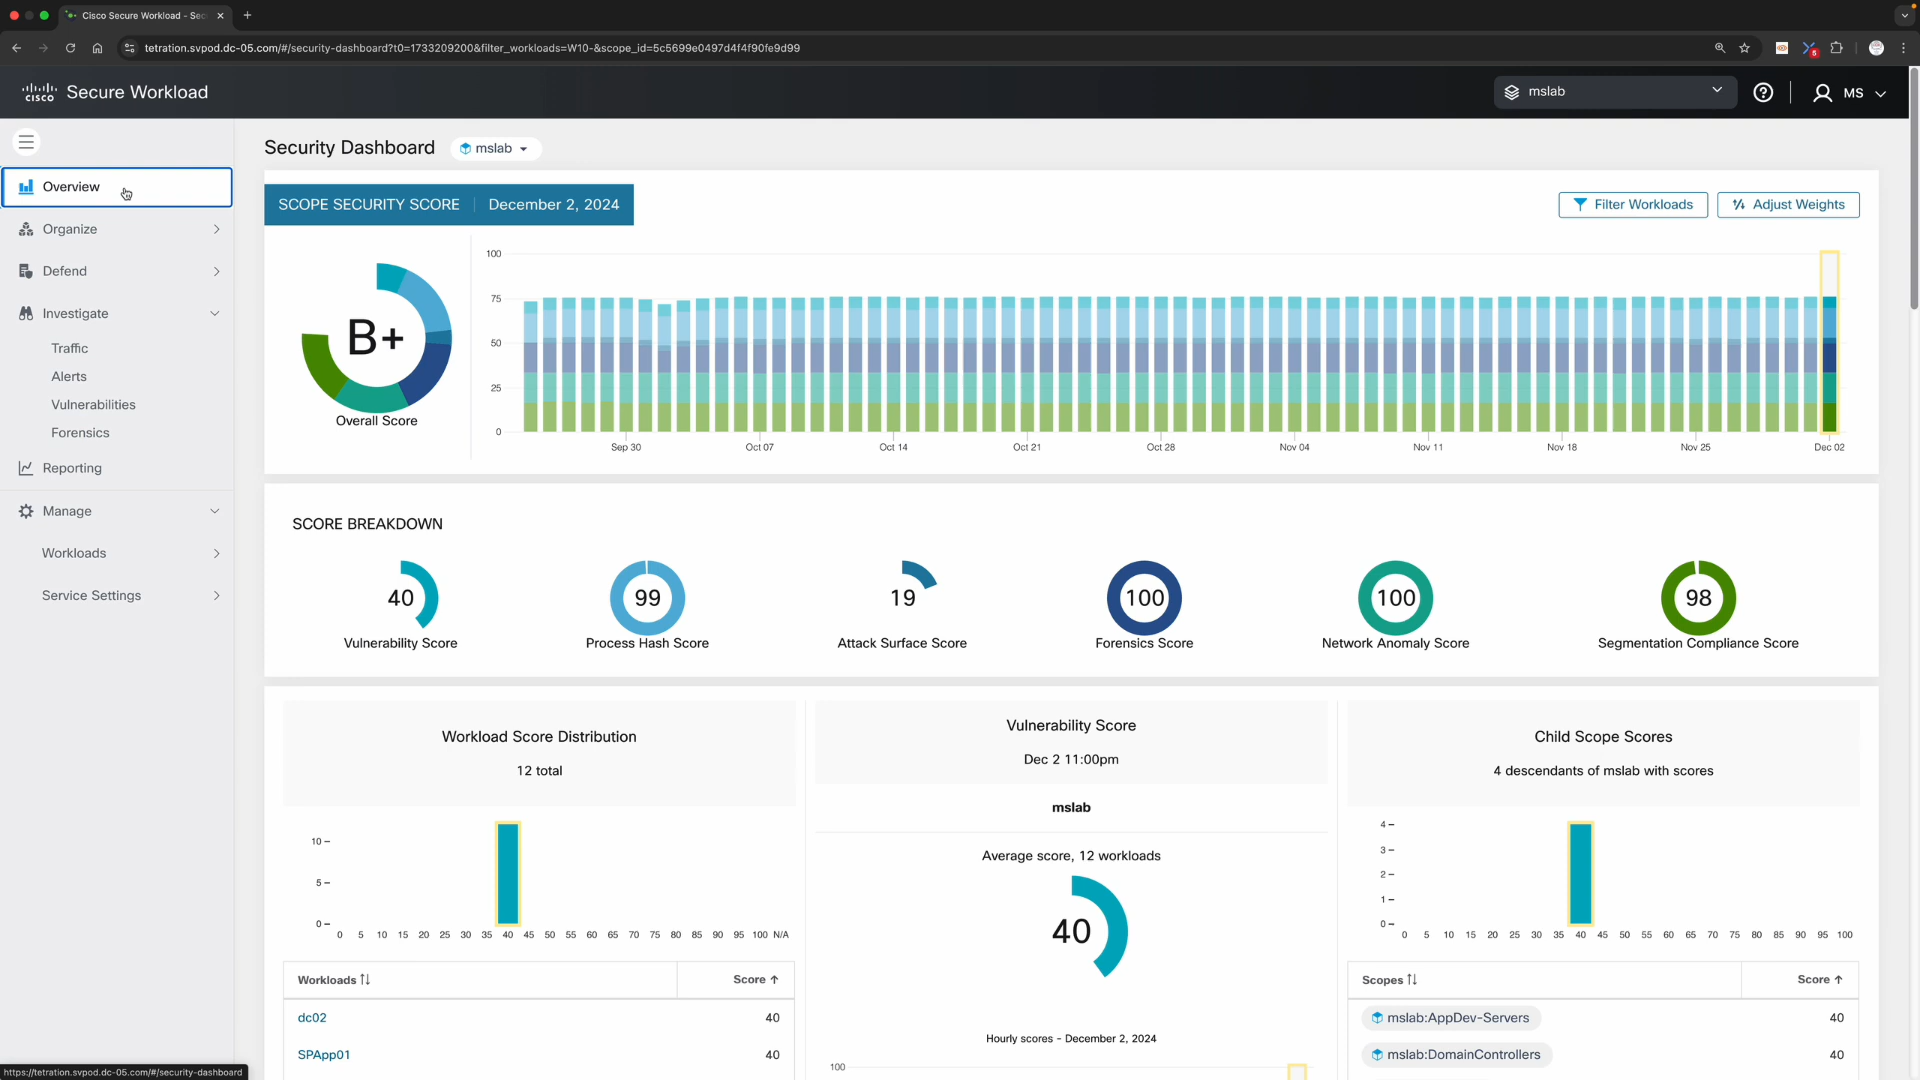 Cisco Secure Workload - Sec
tetration.svpod.dc-05.com/#/security-dashboard?t0=1733209200&filter_workloads=W10-&scope_id=5c5699e0497d4f4f90fe9d99
6
CISCO Secure Workload
mslab
MS
Overview
Organize
Defend
Investigate
Traffic
Alerts
Vulnerabilities
Forensics
Reporting
Manage
Workloads
Service Settings
Security Dashboard mslab
SCOPE SECURITY SCORE December 2, 2024
Filter Workloads Adjust Weights
B+
Overall Score
100
75
50
25
0
Sep 30 Oct 07 Oct 14 Oct 21 Oct 28 Nov 04 Nov 11 Nov 18 Nov 25 Dec 02
SCORE BREAKDOWN
40 99 19 100 100 98
Vulnerability Score Process Hash Score Attack Surface Score Forensics Score Network Anomaly Score Segmentation Compliance Score
Workload Score Distribution
12 total
10
5
0
0 5 10 15 20 25 30 35 40 45 50 55 60 65 70 75 80 85 90 95 100 N/A
Workloads Score
dc02 40
SPApp01 40
Vulnerability Score
Dec 2 11:00pm
mslab
Average score, 12 workloads
40
Hourly scores - December 2, 2024
100
Child Scope Scores
4 descendants of mslab with scores
4
3
2
1
0
0 5 10 15 20 25 30 35 40 45 50 55 60 65 70 75 80 85 90 95 100
Scopes Score
mslab:AppDev-Servers 40
mslab:DomainControllers 40
https://tetration.svpod.dc-05.com/#/security-dashboard